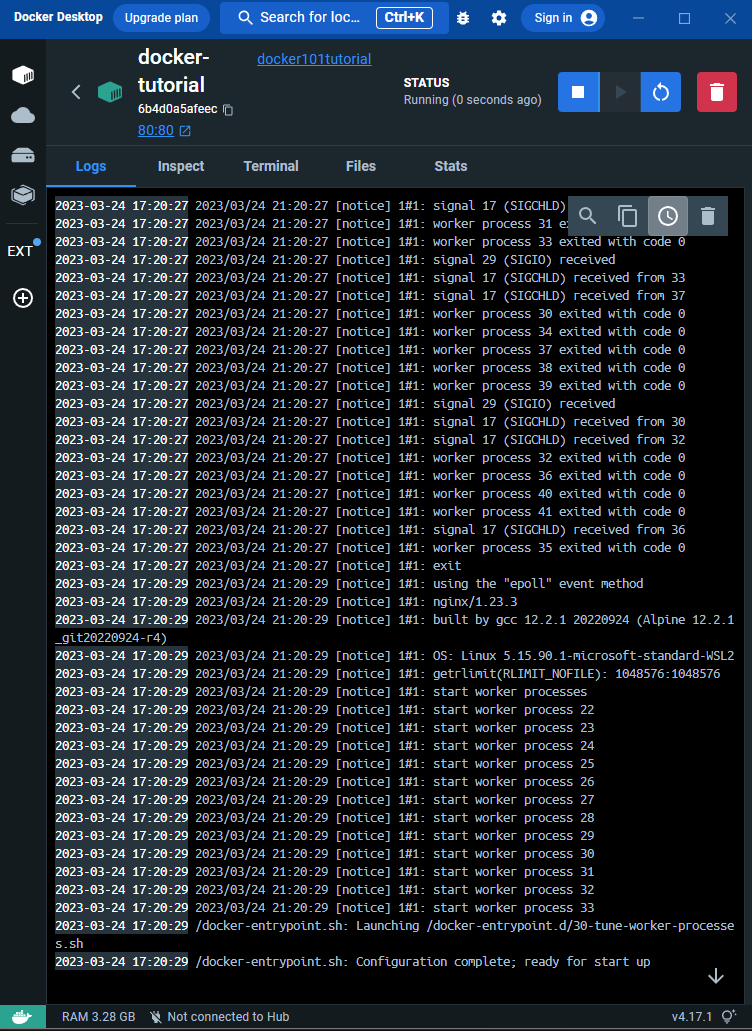 Docker Desktop
Upgrade plan
Search for loc...
Ctrl+K
Sign in
docker-
tutorial
docker101tutorial
6b4d0a5afeec
80:80
STATUS
Running (0 seconds ago)
Logs
Inspect
Terminal
Files
Stats
EXT
2023-03-24 17:20:27 2023/03/24 21:20:27 [notice] 1#1: signal 17 (SIGCHLD)
2023-03-24 17:20:27 2023/03/24 21:20:27 [notice] 1#1: worker process 31
2023-03-24 17:20:27 2023/03/24 21:20:27 [notice] 1#1: worker process 33 exited with code 0
2023-03-24 17:20:27 2023/03/24 21:20:27 [notice] 1#1: signal 29 (SIGIO) received
2023-03-24 17:20:27 2023/03/24 21:20:27 [notice] 1#1: signal 17 (SIGCHLD) received from 33
2023-03-24 17:20:27 2023/03/24 21:20:27 [notice] 1#1: signal 17 (SIGCHLD) received from 37
2023-03-24 17:20:27 2023/03/24 21:20:27 [notice] 1#1: worker process 30 exited with code 0
2023-03-24 17:20:27 2023/03/24 21:20:27 [notice] 1#1: worker process 34 exited with code 0
2023-03-24 17:20:27 2023/03/24 21:20:27 [notice] 1#1: worker process 37 exited with code 0
2023-03-24 17:20:27 2023/03/24 21:20:27 [notice] 1#1: worker process 38 exited with code 0
2023-03-24 17:20:27 2023/03/24 21:20:27 [notice] 1#1: worker process 39 exited with code 0
2023-03-24 17:20:27 2023/03/24 21:20:27 [notice] 1#1: signal 29 (SIGIO) received
2023-03-24 17:20:27 2023/03/24 21:20:27 [notice] 1#1: signal 17 (SIGCHLD) received from 30
2023-03-24 17:20:27 2023/03/24 21:20:27 [notice] 1#1: signal 17 (SIGCHLD) received from 32
2023-03-24 17:20:27 2023/03/24 21:20:27 [notice] 1#1: worker process 32 exited with code 0
2023-03-24 17:20:27 2023/03/24 21:20:27 [notice] 1#1: worker process 36 exited with code 0
2023-03-24 17:20:27 2023/03/24 21:20:27 [notice] 1#1: worker process 40 exited with code 0
2023-03-24 17:20:27 2023/03/24 21:20:27 [notice] 1#1: worker process 41 exited with code 0
2023-03-24 17:20:27 2023/03/24 21:20:27 [notice] 1#1: signal 17 (SIGCHLD) received from 36
2023-03-24 17:20:27 2023/03/24 21:20:27 [notice] 1#1: worker process 35 exited with code 0
2023-03-24 17:20:27 2023/03/24 21:20:27 [notice] 1#1: exit
2023-03-24 17:20:29 2023/03/24 21:20:29 [notice] 1#1: using the "epoll" event method
2023-03-24 17:20:29 2023/03/24 21:20:29 [notice] 1#1: nginx/1.23.3
2023-03-24 17:20:29 2023/03/24 21:20:29 [notice] 1#1: built by gcc 12.2.1 20220924 (Alpine 12.2.1
_git20220924-r4)
2023-03-24 17:20:29 2023/03/24 21:20:29 [notice] 1#1: OS: Linux 5.15.90.1-microsoft-standard-WSL2
2023-03-24 17:20:29 2023/03/24 21:20:29 [notice] 1#1: getrlimit(RLIMIT_NOFILE): 1048576:1048576
2023-03-24 17:20:29 2023/03/24 21:20:29 [notice] 1#1: start worker processes
2023-03-24 17:20:29 2023/03/24 21:20:29 [notice] 1#1: start worker process 22
2023-03-24 17:20:29 2023/03/24 21:20:29 [notice] 1#1: start worker process 23
2023-03-24 17:20:29 2023/03/24 21:20:29 [notice] 1#1: start worker process 24
2023-03-24 17:20:29 2023/03/24 21:20:29 [notice] 1#1: start worker process 25
2023-03-24 17:20:29 2023/03/24 21:20:29 [notice] 1#1: start worker process 26
2023-03-24 17:20:29 2023/03/24 21:20:29 [notice] 1#1: start worker process 27
2023-03-24 17:20:29 2023/03/24 21:20:29 [notice] 1#1: start worker process 28
2023-03-24 17:20:29 2023/03/24 21:20:29 [notice] 1#1: start worker process 29
2023-03-24 17:20:29 2023/03/24 21:20:29 [notice] 1#1: start worker process 30
2023-03-24 17:20:29 2023/03/24 21:20:29 [notice] 1#1: start worker process 31
2023-03-24 17:20:29 2023/03/24 21:20:29 [notice] 1#1: start worker process 32
2023-03-24 17:20:29 2023/03/24 21:20:29 [notice] 1#1: start worker process 33
2023-03-24 17:20:29 /docker-entrypoint.sh: Launching /docker-entrypoint.d/30-tune-worker-processe
s.sh
2023-03-24 17:20:29 /docker-entrypoint.sh: Configuration complete; ready for start up
RAM 3.28 GB
Not connected to Hub
v4.17.1